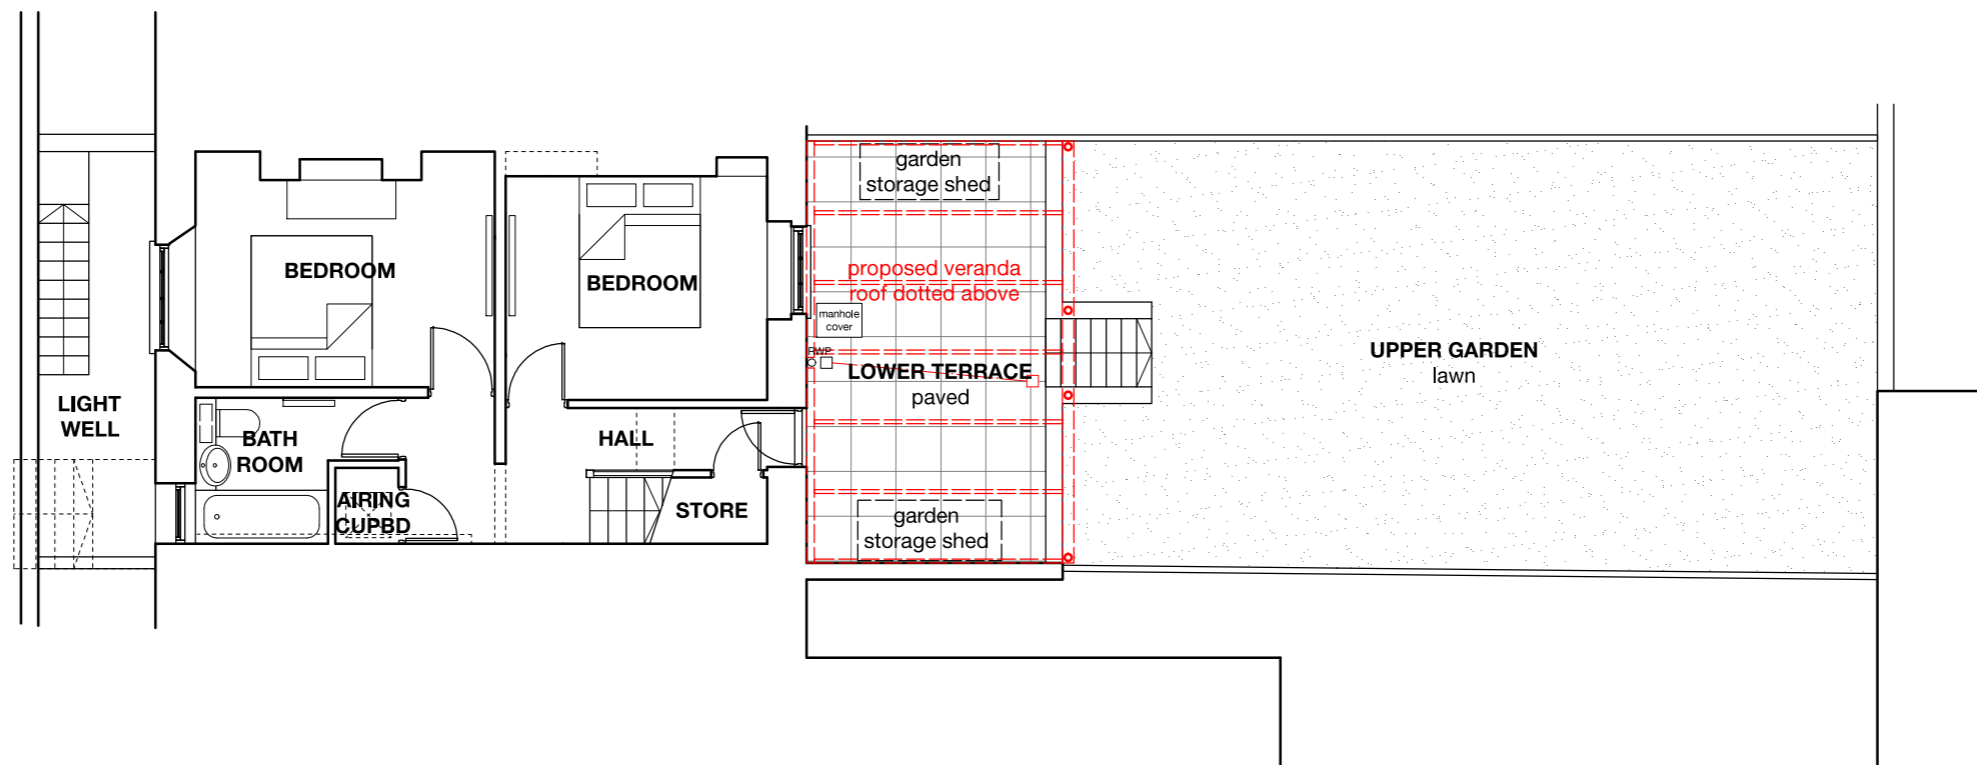 BEDROOM
LIGHT
WELL
BATH
ROOM
AIRING
CUPBD
BEDROOM
HALL
STORE
garden
storage shed
proposed veranda
roof dotted above
manhole
cover
RWP
LOWER TERRACE
paved
garden
storage shed
UPPER GARDEN
lawn